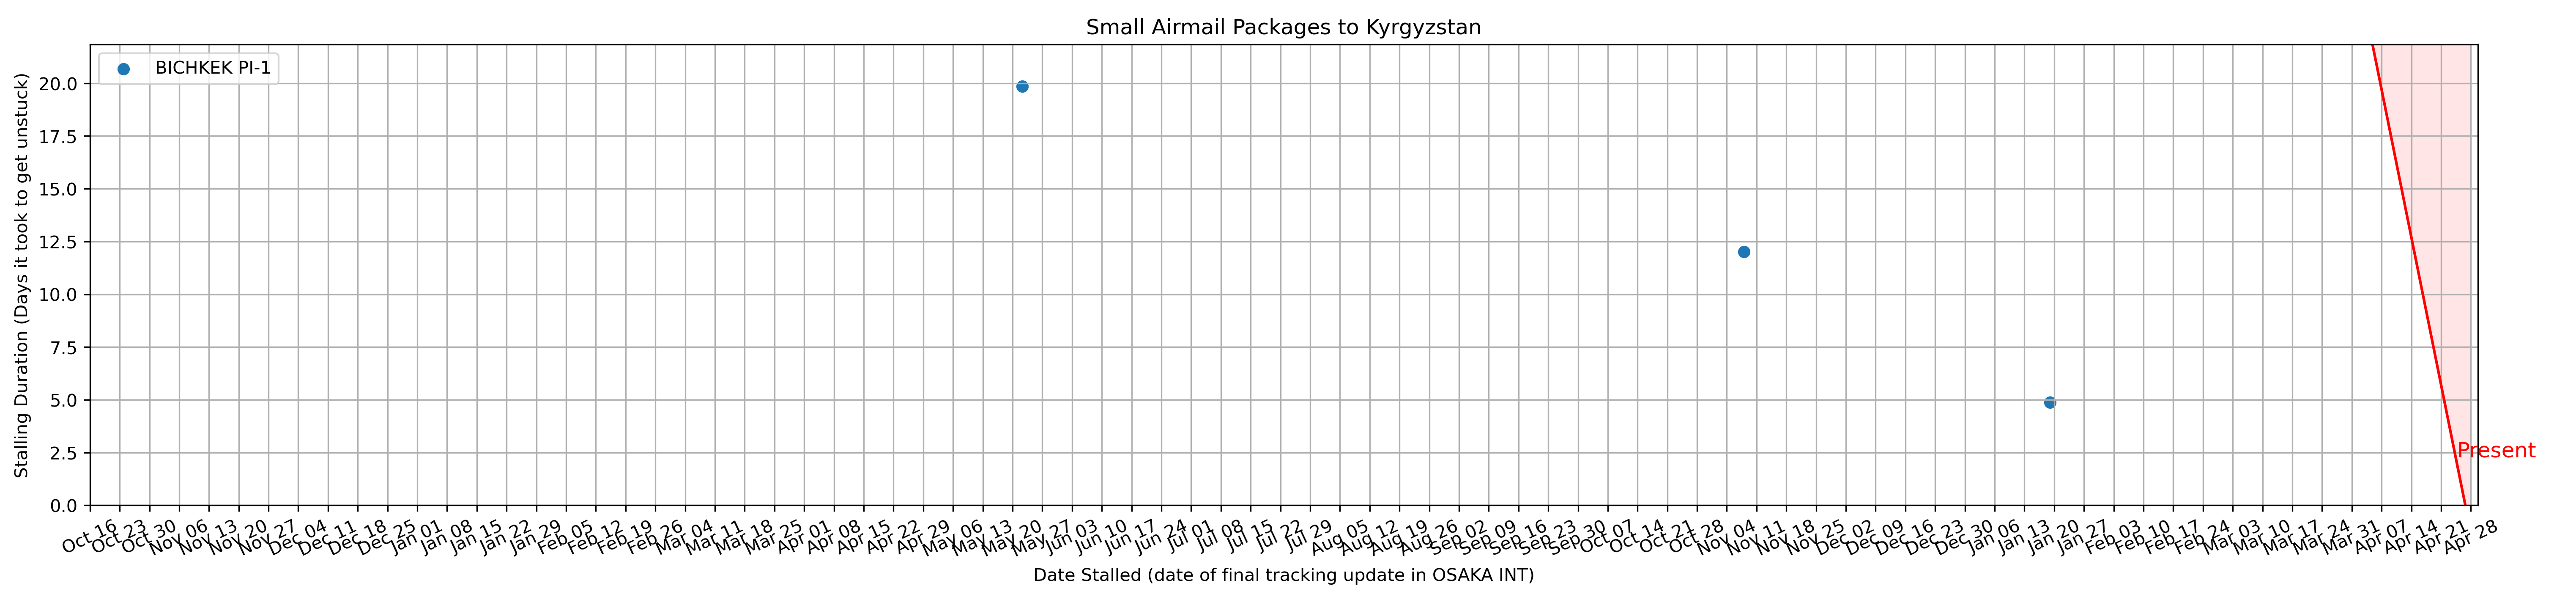 Small Airmail Packages to Kyrgyzstan
BICHKEK PI-1
Stalling Duration (Days it took to get unstuck)
20.0
17.5
15.0
12.5
10.0
7.5
5.0
2.5
0.0
Present
Oct 16 Oct 23 Oct 30 Nov 06 Nov 13 Nov 20 Nov 27 Dec 04 Dec 11 Dec 18 Dec 25 Jan 01 Jan 08 Jan 15 Jan 22 Jan 29 Feb 05 Feb 12 Feb 19 Feb 26 Mar 04 Mar 11 Mar 18 Mar 25 Apr 01 Apr 08 Apr 15 Apr 22 Apr 29 May 06 May 13 May 20 May 27 Jun 03 Jun 10 Jun 17 Jun 24 Jul 01 Jul 08 Jul 15 Jul 22 Jul 29 Aug 05 Aug 12 Aug 19 Aug 26 Sep 02 Sep 09 Sep 16 Sep 23 Sep 30 Oct 07 Oct 14 Oct 21 Oct 28 Nov 04 Nov 11 Nov 18 Nov 25 Dec 02 Dec 09 Dec 16 Dec 23 Dec 30 Jan 06 Jan 13 Jan 20 Jan 27 Feb 03 Feb 10 Feb 17 Feb 24 Mar 03 Mar 10 Mar 17 Mar 24 Mar 31 Apr 07 Apr 14 Apr 21 Apr 28
Date Stalled (date of final tracking update in OSAKA INT)